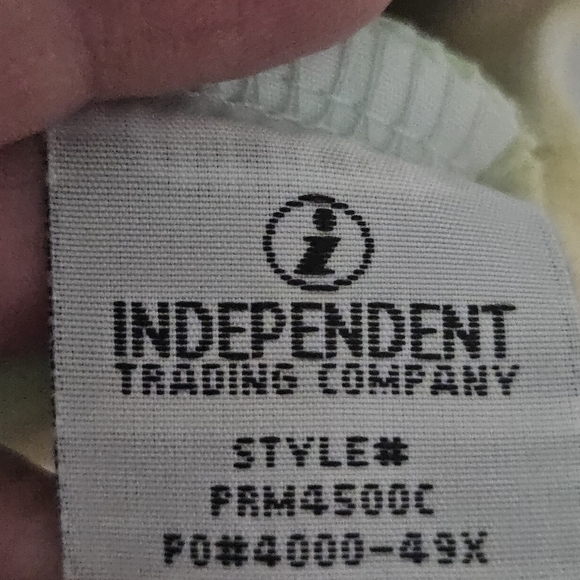 i
INDEPENDENT
TRADING COMPANY
STYLE#
PRM4500C
PO#4000-49X